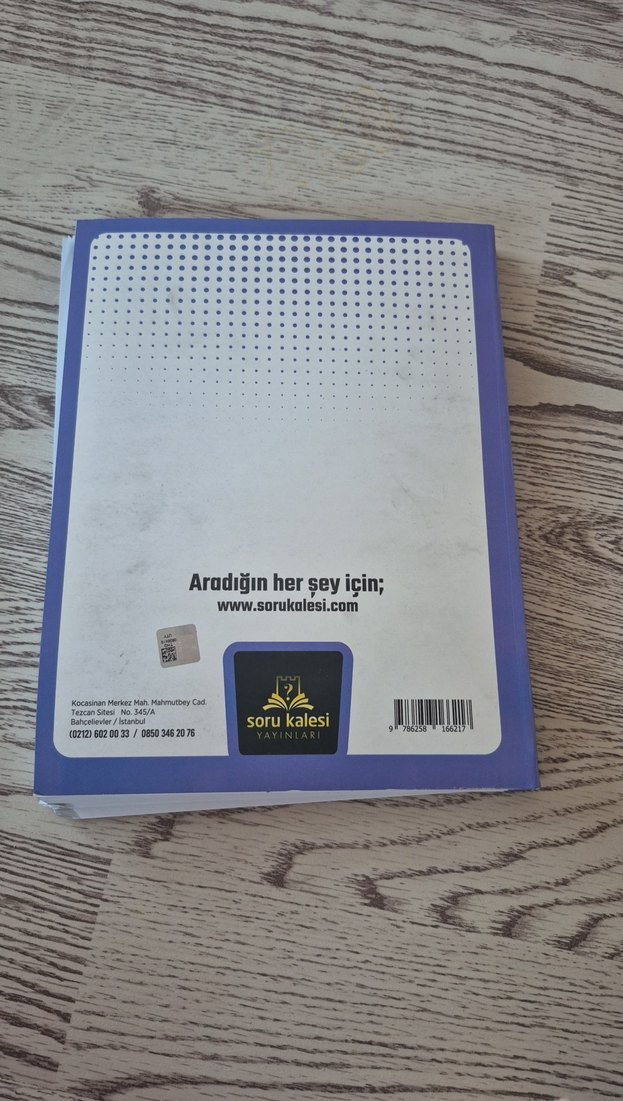 Aradığın her şey için;
www.sorukalesi.com
Kocasinan Merkez Mah. Mahmutbey Cad.
Tezcan Sitesi No. 345/A
Bahçelievler / İstanbul
(0212) 602 00 33 / 0850 346 20 76
?
soru kalesi
YAYINLARI
9 786258 166217